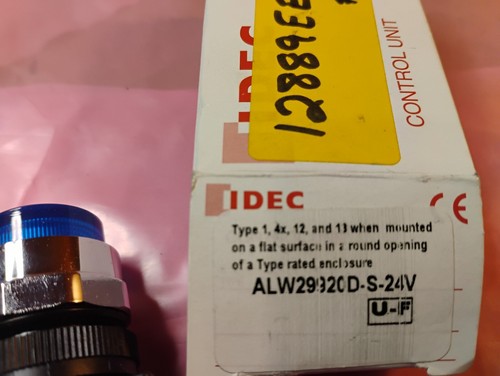 IDEC
12889EE
CONTROL UNIT
IDEC
CE
Type 1, 4x, 12, and 13 when mounted
on a flat surface in a round opening
of a Type rated enclosure
ALW29920D-S-24V
U-F